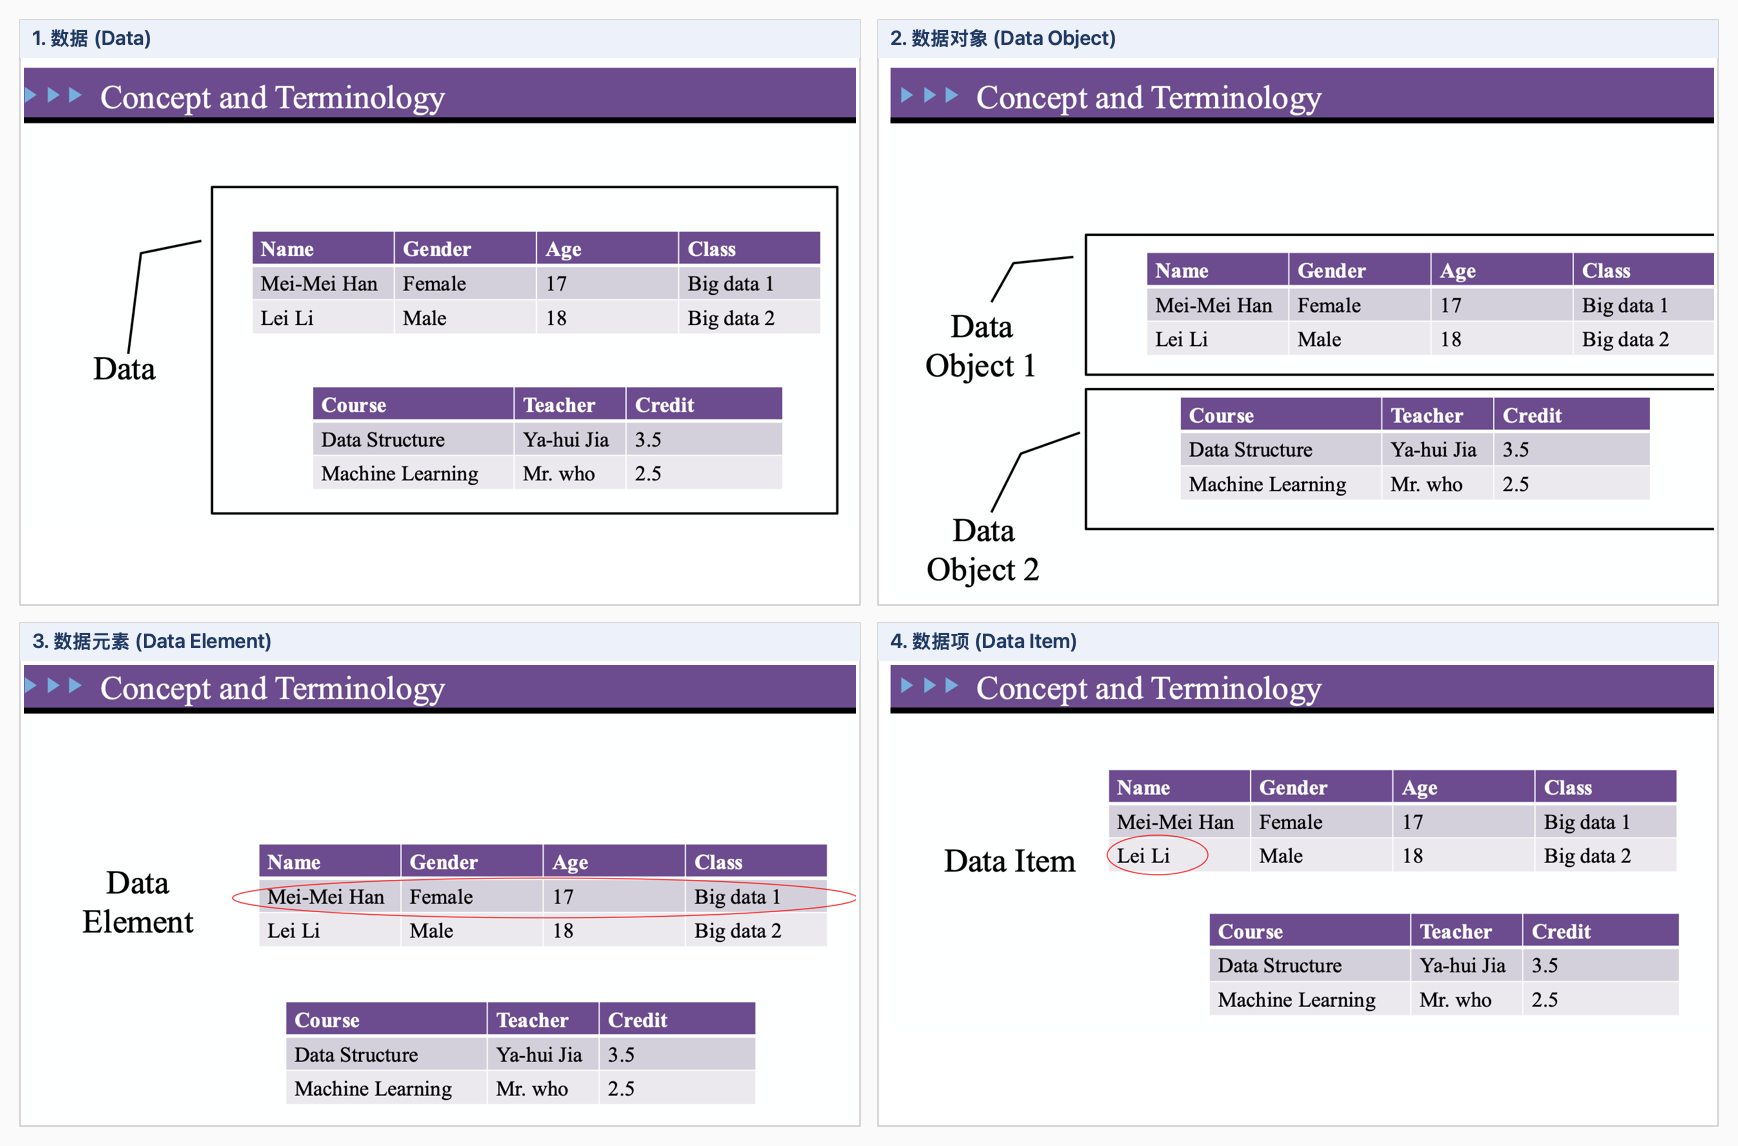 1. 数据 (Data)
Concept and Terminology
Data
Name Gender Age Class
Mei-Mei Han Female 17 Big data 1
Lei Li Male 18 Big data 2
Course Teacher Credit
Data Structure Ya-hui Jia 3.5
Machine Learning Mr. who 2.5
2. 数据对象 (Data Object)
Concept and Terminology
Data
Object 1
Name Gender Age Class
Mei-Mei Han Female 17 Big data 1
Lei Li Male 18 Big data 2
Data
Object 2
Course Teacher Credit
Data Structure Ya-hui Jia 3.5
Machine Learning Mr. who 2.5
3. 数据元素 (Data Element)
Concept and Terminology
Data
Element
Name Gender Age Class
Mei-Mei Han Female 17 Big data 1
Lei Li Male 18 Big data 2
Course Teacher Credit
Data Structure Ya-hui Jia 3.5
Machine Learning Mr. who 2.5
4. 数据项 (Data Item)
Concept and Terminology
Data Item
Name Gender Age Class
Mei-Mei Han Female 17 Big data 1
Lei Li Male 18 Big data 2
Course Teacher Credit
Data Structure Ya-hui Jia 3.5
Machine Learning Mr. who 2.5